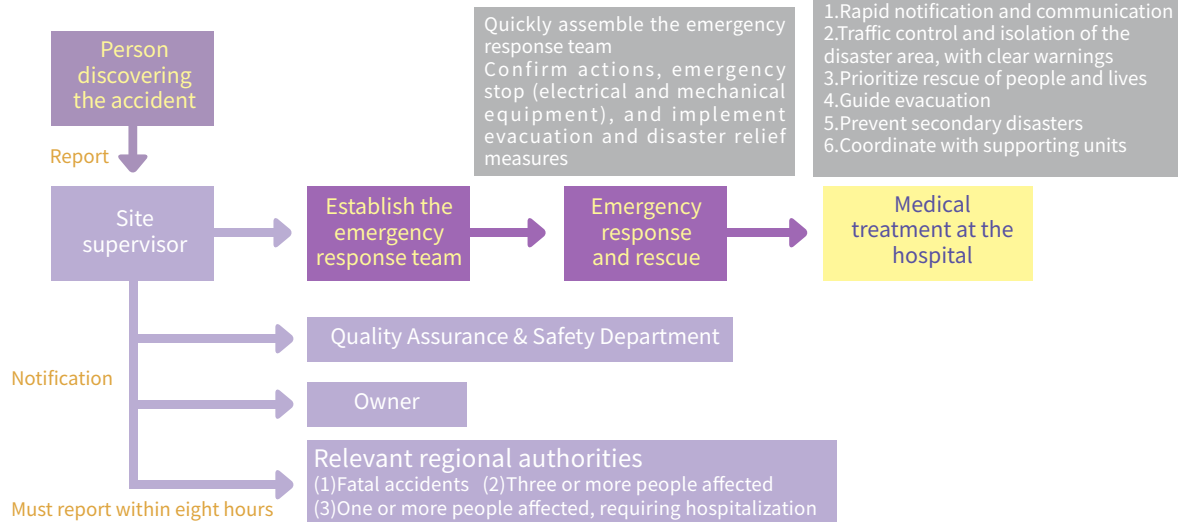 Person
discovering
the accident
Report
Quickly assemble the emergency
response team
Confirm actions, emergency
stop (electrical and mechanical
equipment), and implement
evacuation and disaster relief
measures
1.Rapid notification and communication
2.Traffic control and isolation of the
disaster area, with clear warnings
3.Prioritize rescue of people and lives
4.Guide evacuation
5.Prevent secondary disasters
6.Coordinate with supporting units
Site
supervisor
Establish the
emergency
response team
Emergency
response
and rescue
Medical
treatment at the
hospital
Notification
Quality Assurance & Safety Department
Owner
Must report within eight hours
Relevant regional authorities
(1)Fatal accidents (2)Three or more people affected
(3)One or more people affected, requiring hospitalization